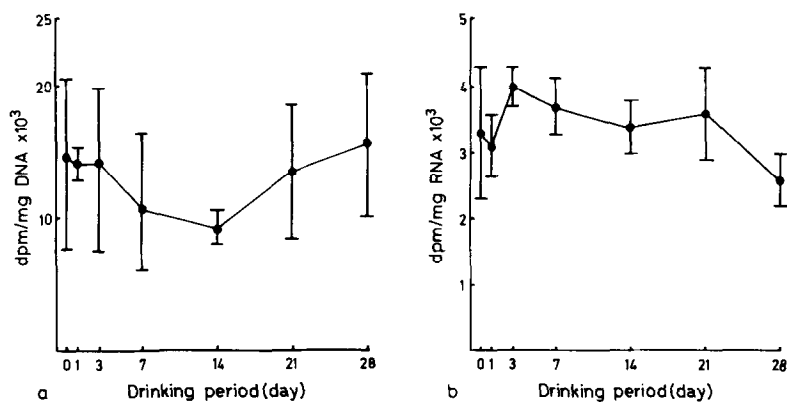 25
20
10
dpm/mg DNA x10³
0 1 3 7 14 21 28
a Drinking period(day)
5
4
3
2
1
dpm/mg RNA x10³
0 1 3 7 14 21 28
b Drinking period(day)